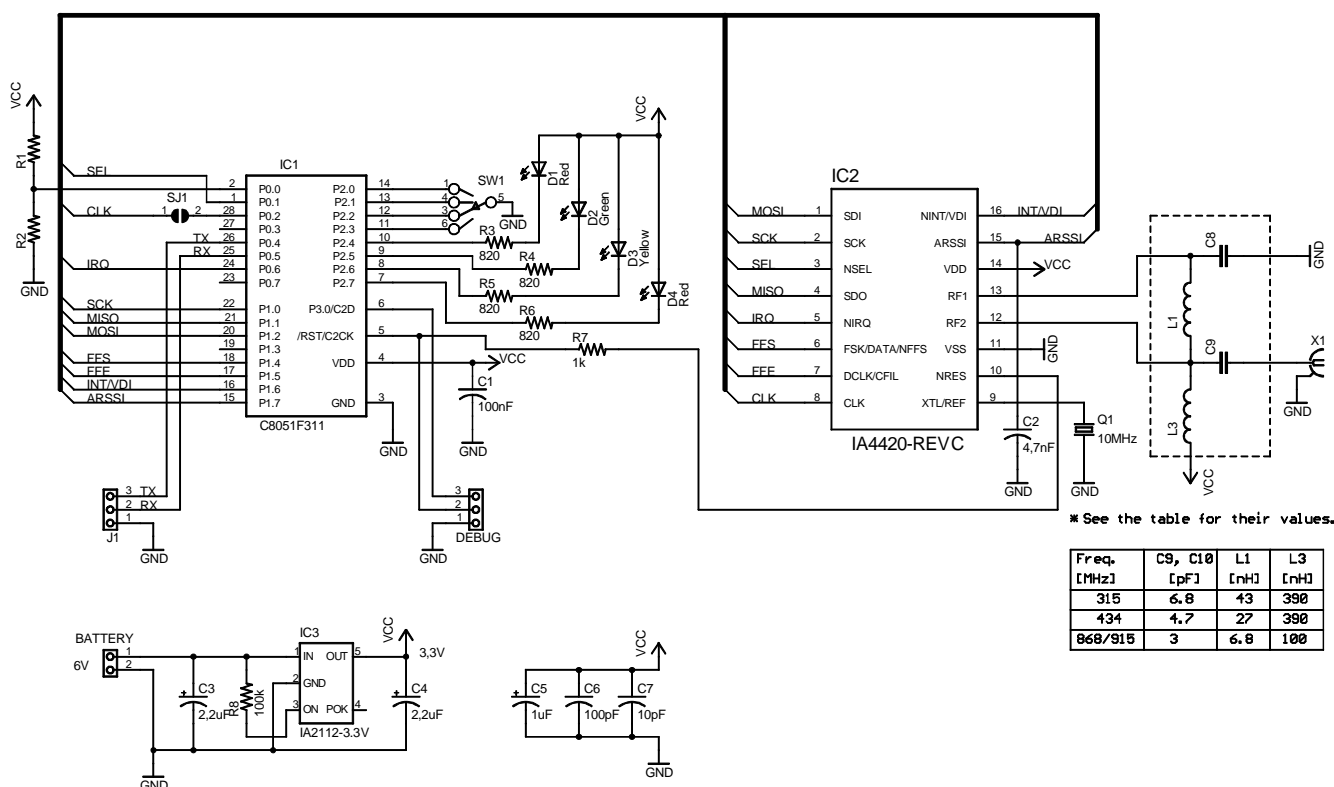 VCC
R1
R2
GND
SEL
CLK
SJ1
1 2
TX
RX
IRQ
SCK
MISO
MOSI
FFS
FFE
INT/VDI
ARSSI
IC1
2 P0.0 P2.0 14
1 P0.1 P2.1 13
28 P0.2 P2.2 12
27 P0.3 P2.3 11
26 P0.4 P2.4 10
25 P0.5 P2.5 9
24 P0.6 P2.6 8
23 P0.7 P2.7 7
22 P1.0 P3.0/C2D 6
21 P1.1
20 P1.2 /RST/C2CK 5
19 P1.3
18 P1.4 VDD 4
17 P1.5
16 P1.6
15 P1.7 GND 3
C8051F311
GND
1
4
3
6
5
SW1
GND
R3
820
R4
820
R5
820
R6
820
R7
1k
D1
Red
D2
Green
D3
Yellow
D4
Red
VCC
VCC
C1
100nF
GND
3 TX
2 RX
1
J1
GND
3
2
1
DEBUG
GND
IC2
MOSI 1 SDI NINT/VDI 16 INT/VDI
SCK 2 SCK ARSSI 15 ARSSI
SEL 3 NSEL VDD 14 VCC
MISO 4 SDO RF1 13
IRQ 5 NIRQ RF2 12
FFS 6 FSK/DATA/NFFS VSS 11 GND
FFE 7 DCLK/CFIL NRES 10
CLK 8 CLK XTL/REF 9
IA4420-REVC
C2
4,7nF
GND
Q1
10MHz
GND
C8
GND
L1
C9
X1
GND
L3
VCC
* See the table for their values.
Freq. [MHz] C9, C10 [pF] L1 [nH] L3 [nH]
315 6.8 43 390
434 4.7 27 390
868/915 3 6.8 100
BATTERY
6V
1
2
C3
2,2uF
R8
100k
IC3
1 IN OUT 5
2 GND
3 ON POK 4
IA2112-3.3V
VCC
3,3V
C4
2,2uF
GND
VCC
C5
1uF
C6
100pF
C7
10pF
GND